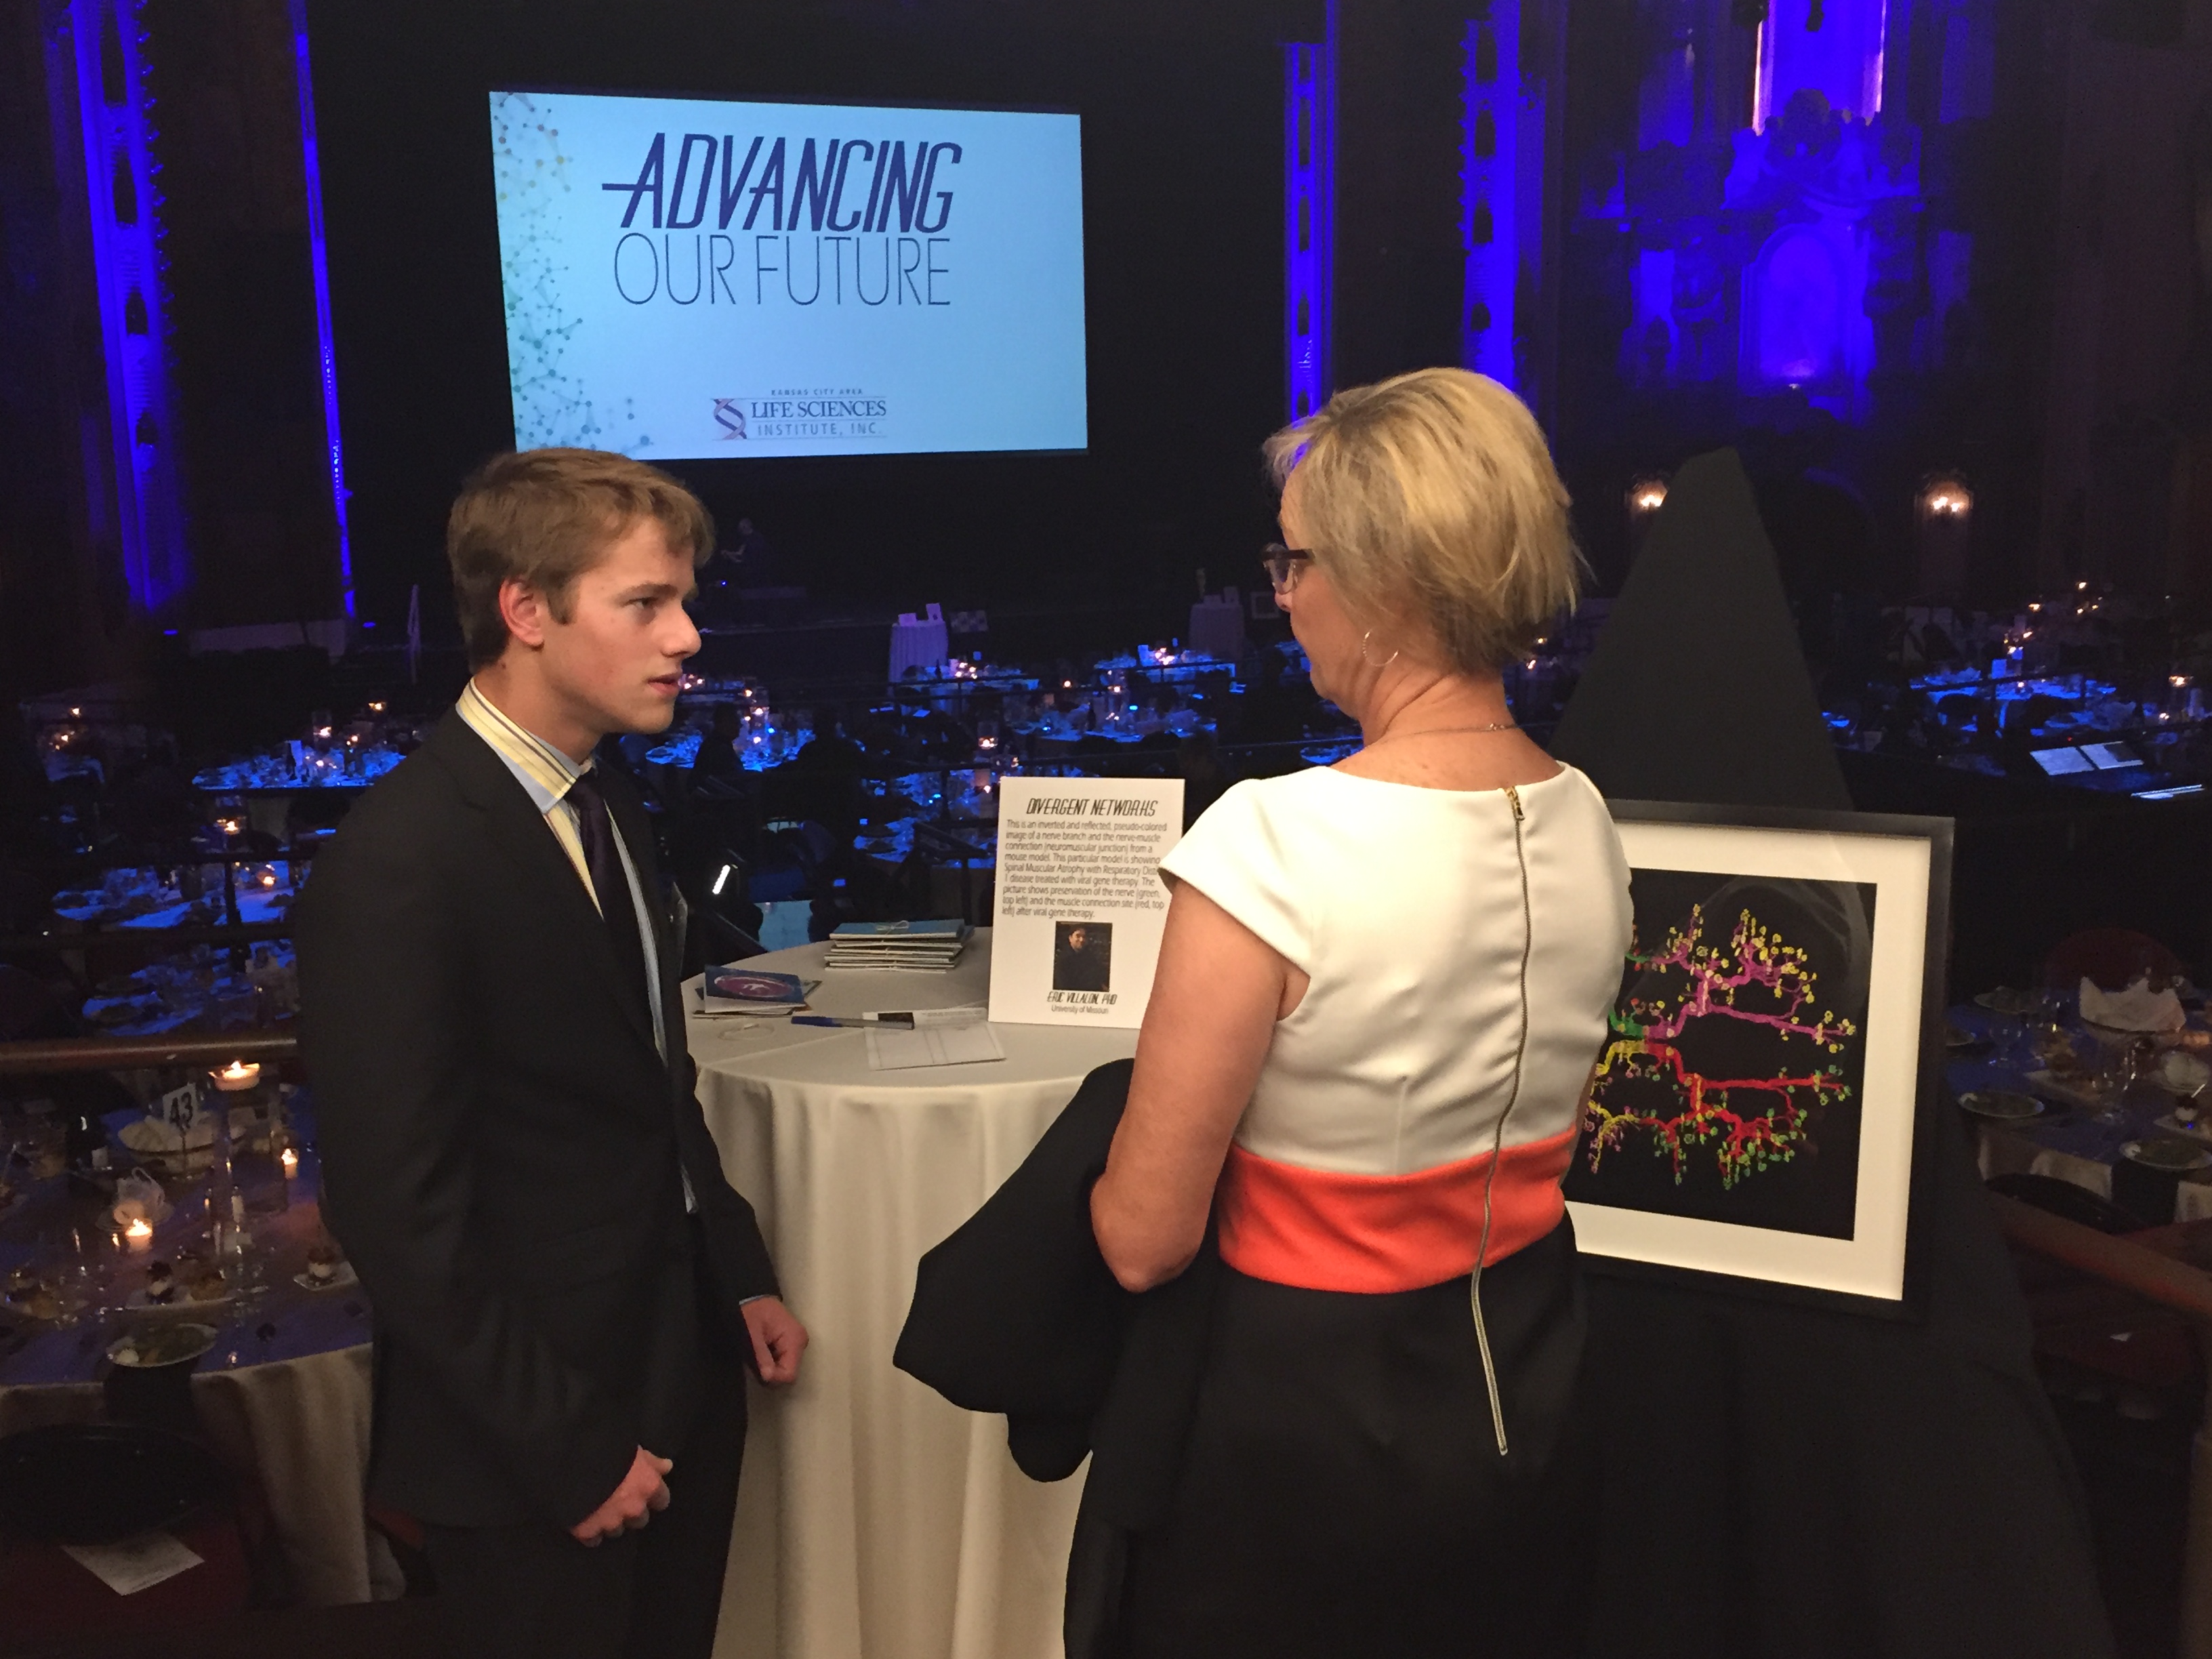 ADVANCING
OUR FUTURE
KANSAS CITY AREA
LIFE SCIENCES
INSTITUTE, INC.
DIVERGENT NETWORKS
This is an inverted and reflected, pseudo-colored
image of a nerve branch and the nerve-muscle
connection (neuromuscular junction) from a
mouse model. This particular model is showing
Spinal Muscular Atrophy with Respiratory
1 disease treated with viral gene therapy. The
picture shows preservation of the nerve (green,
top left) and the muscle connection site (red, top
left) after viral gene therapy.
ERIC VILLALON, PHD
University of Missouri
43